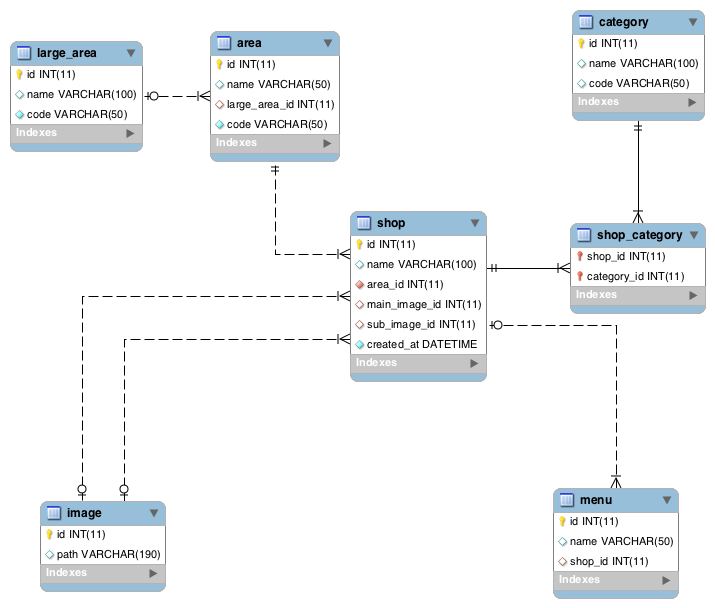 large_area
id INT(11)
name VARCHAR(100)
code VARCHAR(50)
Indexes
area
id INT(11)
name VARCHAR(50)
large_area_id INT(11)
code VARCHAR(50)
Indexes
category
id INT(11)
name VARCHAR(100)
code VARCHAR(50)
Indexes
shop
id INT(11)
name VARCHAR(100)
area_id INT(11)
main_image_id INT(11)
sub_image_id INT(11)
created_at DATETIME
Indexes
shop_category
shop_id INT(11)
category_id INT(11)
Indexes
image
id INT(11)
path VARCHAR(190)
Indexes
menu
id INT(11)
name VARCHAR(50)
shop_id INT(11)
Indexes